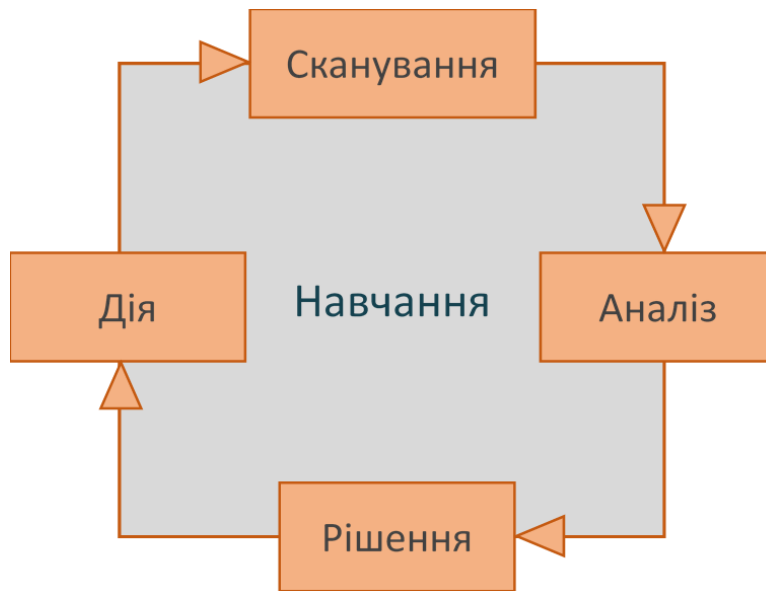 Сканування
Дія
Навчання
Аналіз
Рішення